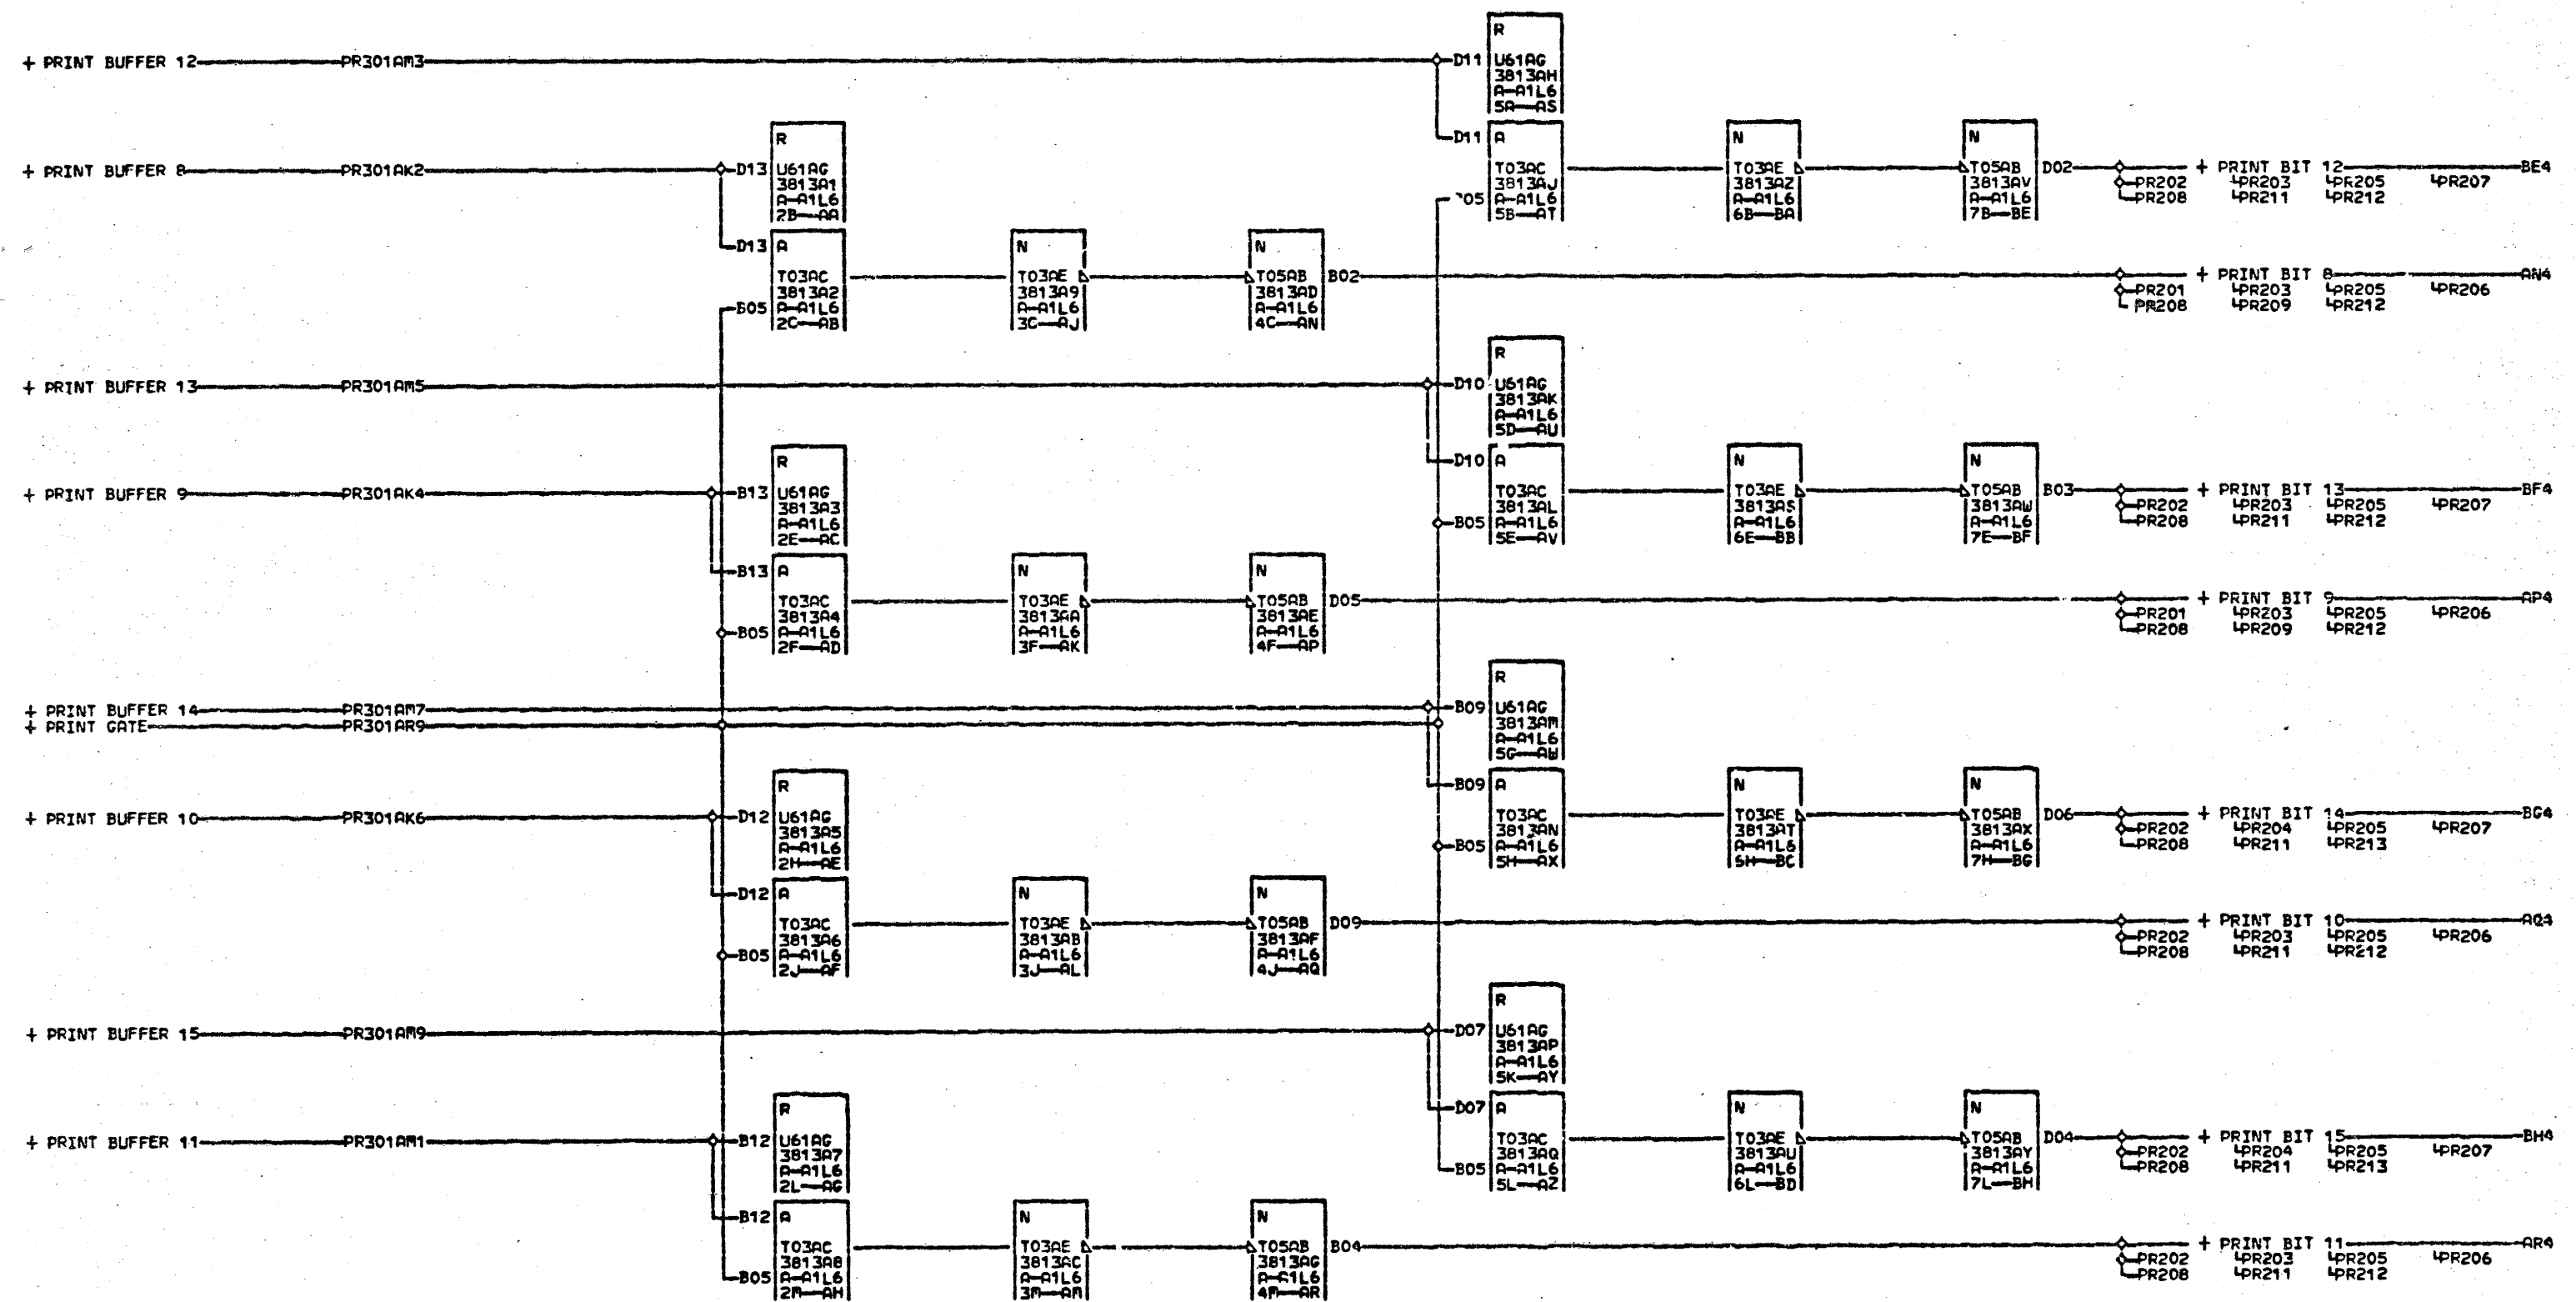 R
+ PRINT BUFFER 12 PR301AM3 D11 U61AG
3813AH
A-A1L6
5A AS
R D11 A N N
+ PRINT BUFFER 8 PR301AK2 D13 U61AG T03AC T03AE T05AB D02 + PRINT BIT 12 BE4
3813A1 3813AJ 3813AZ 3813AV PR202 PR203 PR205 PR207
A-A1L6 05 A-A1L6 A-A1L6 A-A1L6 PR208 PR211 PR212
2B AA 5B AT 6B BA 7B BE
D13 A N N
T03AC T03AE T05AB B02 + PRINT BIT 8 AN4
3813A2 3813A9 3813AD PR201 PR203 PR205 PR206
B05 A-A1L6 A-A1L6 A-A1L6 PR208 PR209 PR212
2C AB 3C AJ 4C AN
R
+ PRINT BUFFER 13 PR301AM5 D10 U61AG
3813AK
A-A1L6
5D AU
R D10 A N N
+ PRINT BUFFER 9 PR301AK4 B13 U61AG T03AC T03AE T05AB B03 + PRINT BIT 13 BF4
3813A3 3813AL 3813AS 3813AW PR202 PR203 PR205 PR207
A-A1L6 B05 A-A1L6 A-A1L6 A-A1L6 PR208 PR211 PR212
2E AC 5E AV 6E BB 7E BF
B13 A N N
T03AC T03AE T05AB D05 + PRINT BIT 9 AP4
3813A4 3813AA 3813AE PR201 PR203 PR205 PR206
B05 A-A1L6 A-A1L6 A-A1L6 PR208 PR209 PR212
2F AD 3F AK 4F AP
R
+ PRINT BUFFER 14 PR301AM7 B09 U61AG
+ PRINT GATE PR301AR9 3813AM
A-A1L6
5G AW
R B09 A N N
+ PRINT BUFFER 10 PR301AK6 D12 U61AG T03AC T03AE T05AB D06 + PRINT BIT 14 BG4
3813A5 3813AN 3813AT 3813AX PR202 PR204 PR205 PR207
A-A1L6 B05 A-A1L6 A-A1L6 A-A1L6 PR208 PR211 PR213
2H AE 5H AX 6H BC 7H BG
D12 A N N
T03AC T03AE T05AB D09 + PRINT BIT 10 AQ4
3813A6 3813AB 3813AF PR202 PR203 PR205 PR206
B05 A-A1L6 A-A1L6 A-A1L6 PR208 PR211 PR212
2J AF 3J AL 4J AQ
R
+ PRINT BUFFER 15 PR301AM9 D07 U61AG
3813AP
A-A1L6
5K AY
R D07 A N N
+ PRINT BUFFER 11 PR301AM1 B12 U61AG T03AC T03AE T05AB D04 + PRINT BIT 15 BH4
3813A7 3813AQ 3813AU 3813AY PR202 PR204 PR205 PR207
A-A1L6 B05 A-A1L6 A-A1L6 A-A1L6 PR208 PR211 PR213
2L AG 5L AZ 6L BD 7L BH
B12 A N N
T03AC T03AE T05AB B04 + PRINT BIT 11 AR4
3813A8 3813AC 3813AG PR202 PR203 PR205 PR206
B05 A-A1L6 A-A1L6 A-A1L6 PR208 PR211 PR212
2M AH 3M AM 4M AR